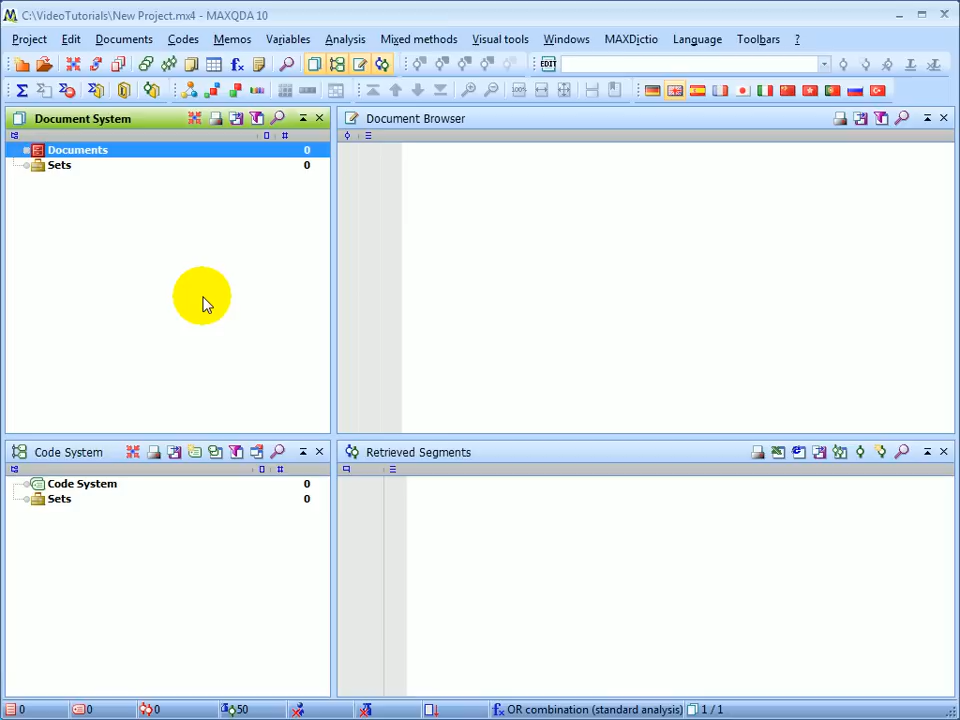 C:\VideoTutorials\New Project.mx4 - MAXQDA 10
Project Edit Documents Codes Memos Variables Analysis Mixed methods Visual tools Windows MAXDictio Language Toolbars ?
EDIT
100%
Document System
Documents 0
Sets 0
Document Browser
Code System
Code System 0
Sets 0
Retrieved Segments
0 0 0 50 OR combination (standard analysis) 1 / 1